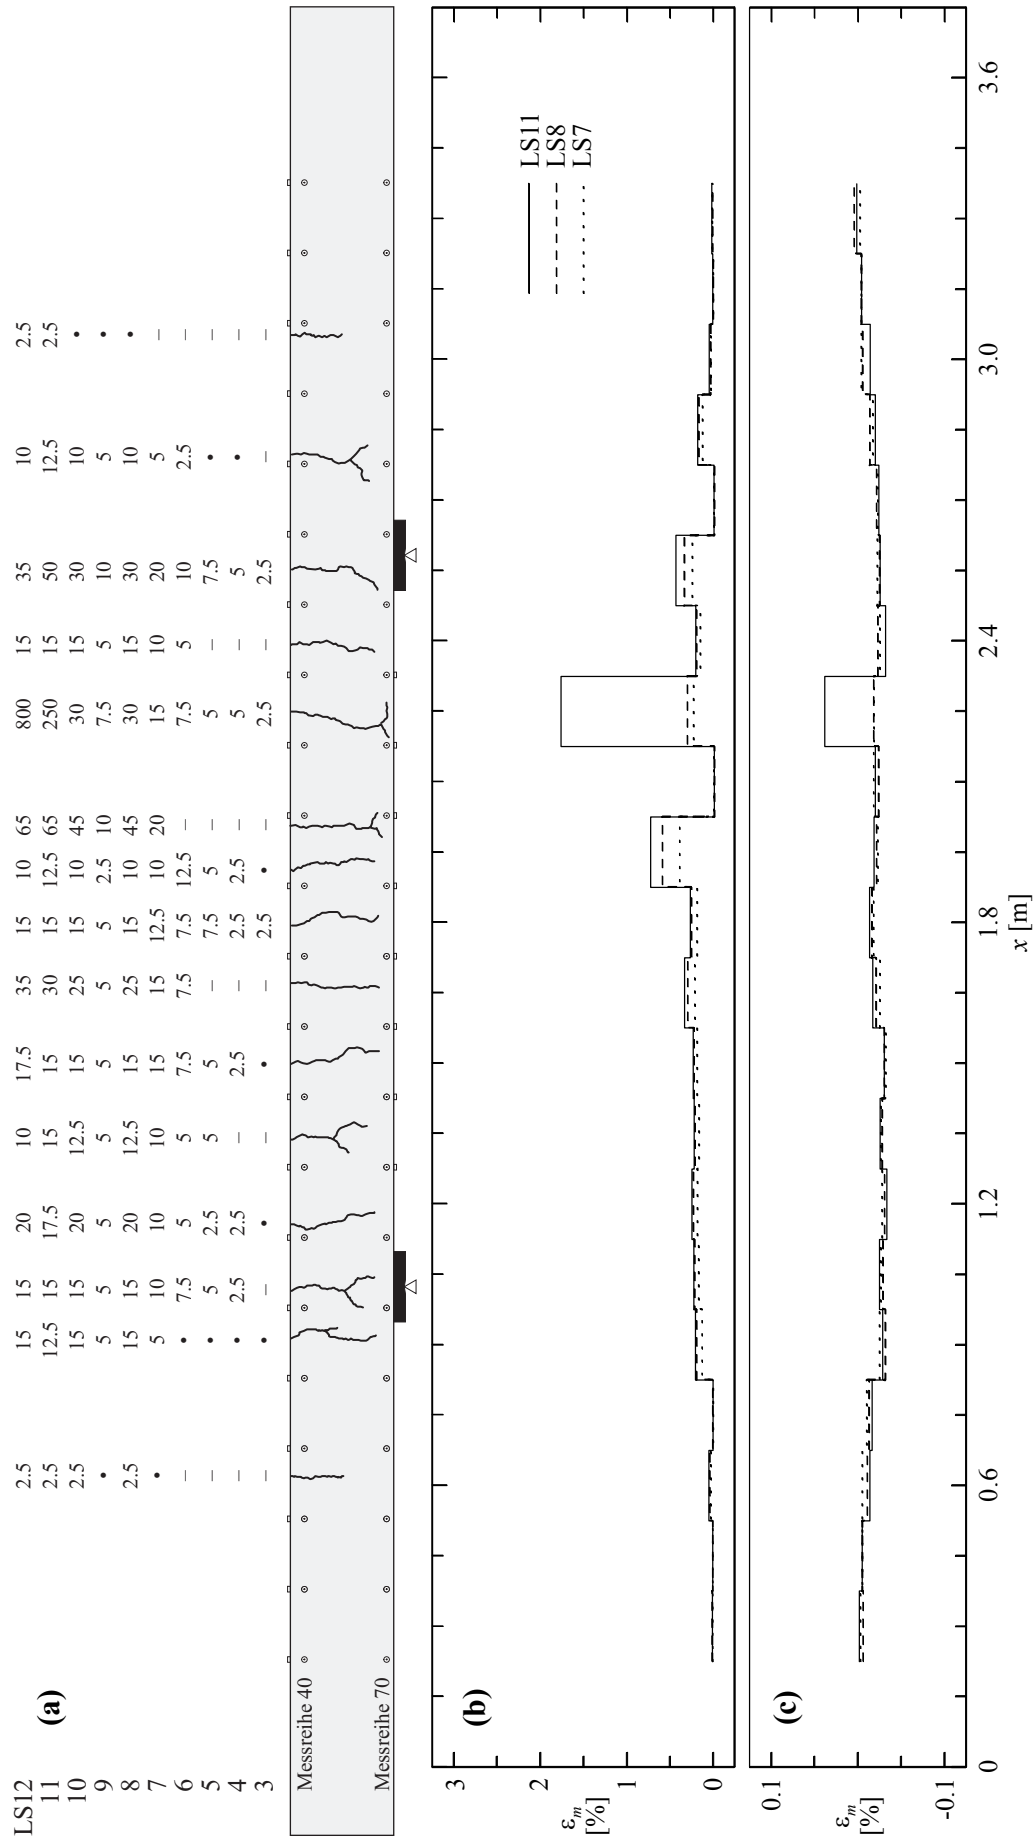 LS12 2.5 15 15 20 10 17.5 35 15 10 65 800 15 35 10 2.5
11 2.5 12.5 15 17.5 15 15 30 15 12.5 65 250 15 50 12.5 2.5
(a)
10 2.5 15 15 20 12.5 15 25 15 10 45 30 15 30 10 •
9 • 5 5 5 5 5 5 5 2.5 10 7.5 5 10 5 •
8 2.5 15 15 20 12.5 15 25 15 10 45 30 15 30 10 •
7 • 5 10 10 10 15 15 12.5 10 20 15 10 20 5 –
6 – • 7.5 5 5 7.5 7.5 7.5 12.5 – 7.5 5 10 2.5 –
5 – • 5 2.5 5 5 – 7.5 5 – 5 – 7.5 • –
4 – • 2.5 2.5 – 2.5 – 2.5 2.5 – 5 – 5 • –
3 – • – • – • – 2.5 • – 2.5 – 2.5 – –
Messreihe 40
Messreihe 70
3
(b)
2
LS11
LS8
LS7
1
εm
[%]
0
0.1
(c)
εm
[%]
-0.1
0 0.6 1.2 1.8 2.4 3.0 3.6
x [m]